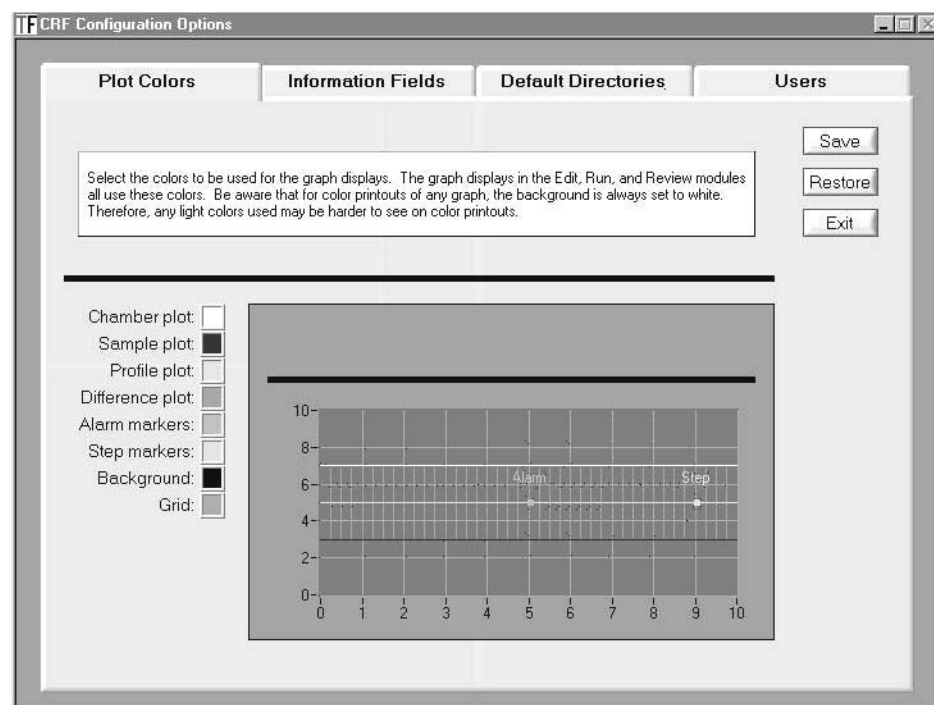 TF CRF Configuration Options
Plot Colors
Information Fields
Default Directories
Users
Save
Restore
Exit
Select the colors to be used for the graph displays. The graph displays in the Edit, Run, and Review modules
all use these colors. Be aware that for color printouts of any graph, the background is always set to white.
Therefore, any light colors used may be harder to see on color printouts.
Chamber plot:
Sample plot:
Profile plot:
Difference plot:
Alarm markers:
Step markers:
Background:
Grid:
10
8
6
4
2
0
Alarm
Step
0 1 2 3 4 5 6 7 8 9 10